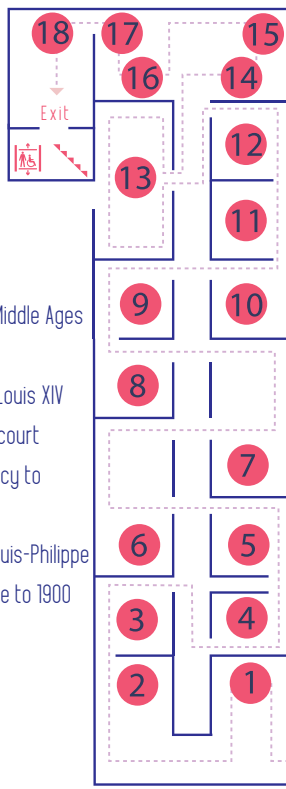 18 17 15
16 14
Exit
12
13
11
9 10
Middle Ages
8
Louis XIV
court
cy to
7
6 5
uis-Philippe
e to 1900
3 4
2 1